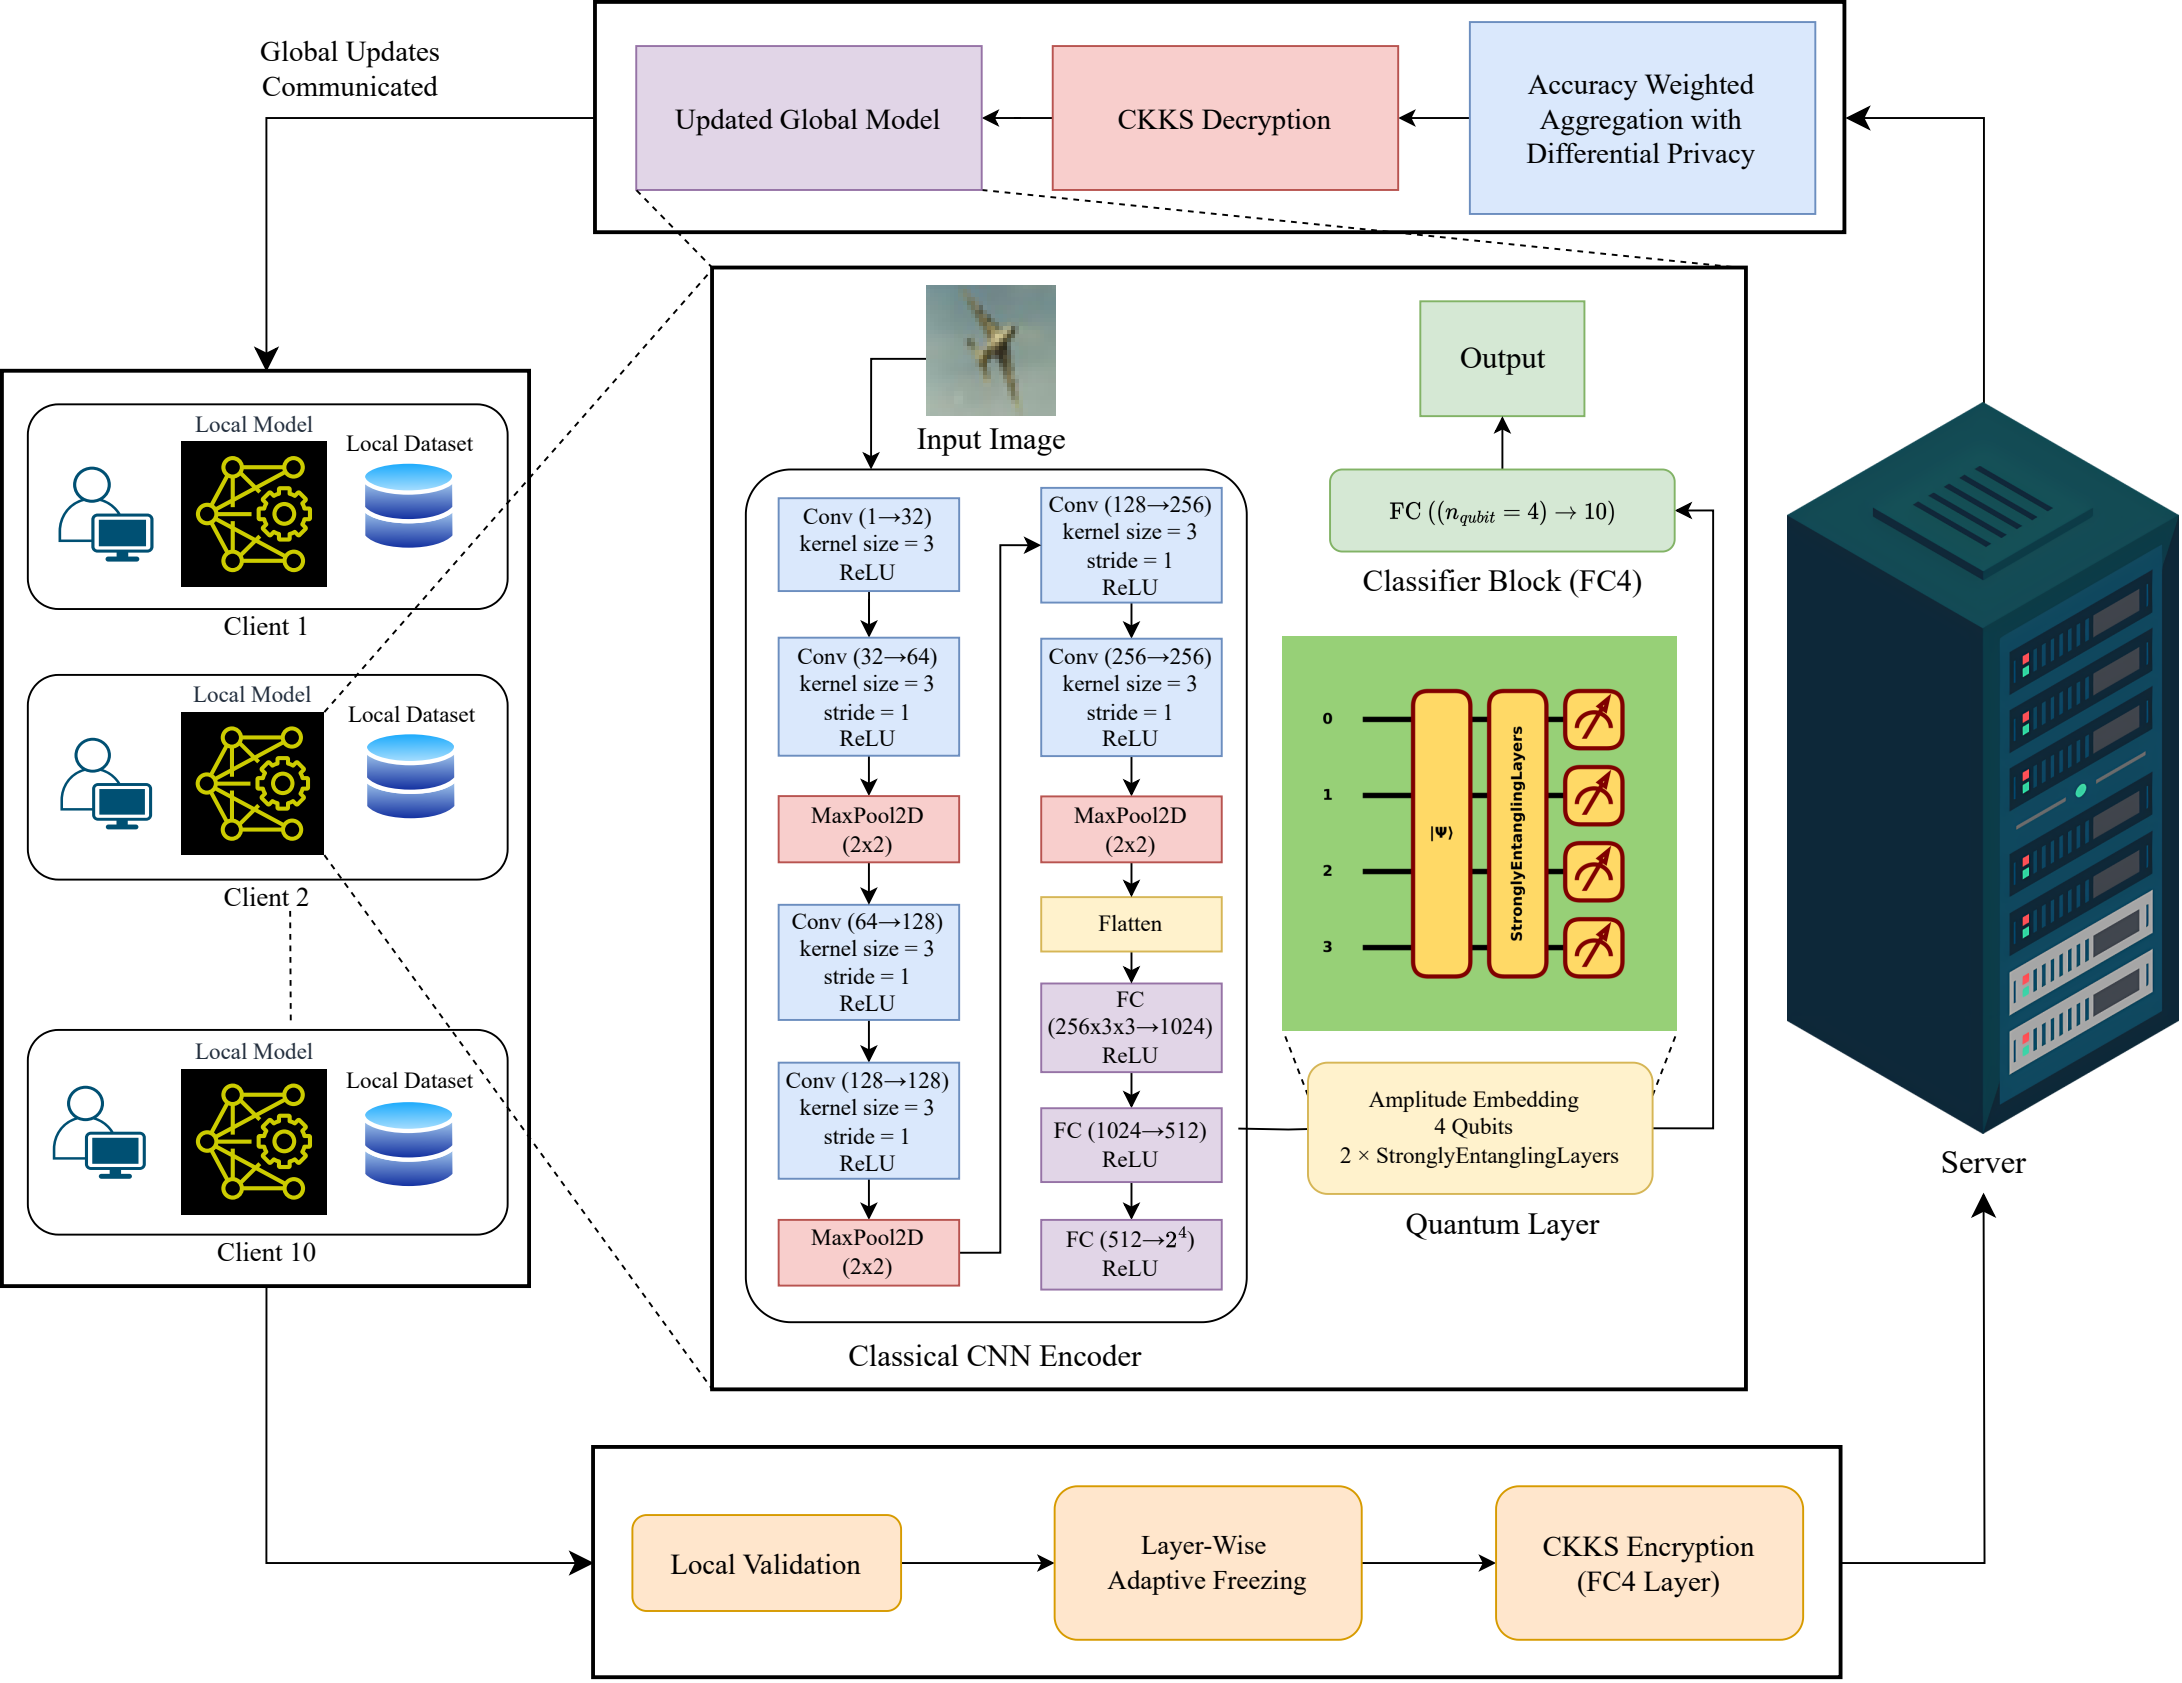 Global Updates
Communicated
Updated Global Model
CKKS Decryption
Accuracy Weighted
Aggregation with
Differential Privacy
Local Model
Local Dataset
Client 1
Local Model
Local Dataset
Client 2
Local Model
Local Dataset
Client 10
Input Image
Conv (1→32)
kernel size = 3
ReLU
Conv (32→64)
kernel size = 3
stride = 1
ReLU
MaxPool2D
(2x2)
Conv (64→128)
kernel size = 3
stride = 1
ReLU
Conv (128→128)
kernel size = 3
stride = 1
ReLU
MaxPool2D
(2x2)
Conv (128→256)
kernel size = 3
stride = 1
ReLU
Conv (256→256)
kernel size = 3
stride = 1
ReLU
MaxPool2D
(2x2)
Flatten
FC
(256x3x3→1024)
ReLU
FC (1024→512)
ReLU
FC (512→2⁴)
ReLU
Classical CNN Encoder
Output
FC ((n_qubit = 4) → 10)
Classifier Block (FC4)
0
1
2
3
|Ψ⟩
StronglyEntanglingLayers
Amplitude Embedding
4 Qubits
2 × StronglyEntanglingLayers
Quantum Layer
Server
Local Validation
Layer-Wise
Adaptive Freezing
CKKS Encryption
(FC4 Layer)